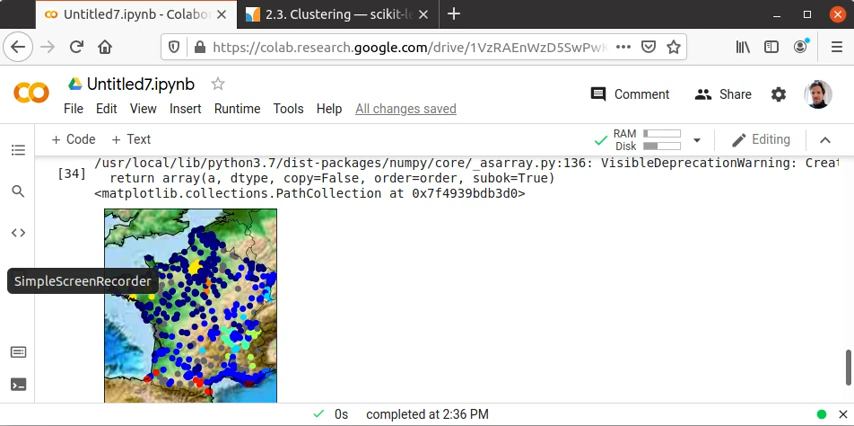 Untitled7.ipynb - Colabo
2.3. Clustering — scikit-le
https://colab.research.google.com/drive/1VzRAEnWzD5SwPwK
Untitled7.ipynb
File Edit View Insert Runtime Tools Help All changes saved
Comment
Share
+ Code + Text
RAM
Disk
Editing
/usr/local/lib/python3.7/dist-packages/numpy/core/_asarray.py:136: VisibleDeprecationWarning: Creat
[34]
return array(a, dtype, copy=False, order=order, subok=True)
<matplotlib.collections.PathCollection at 0x7f4939bdb3d0>
SimpleScreenRecorder
0s completed at 2:36 PM